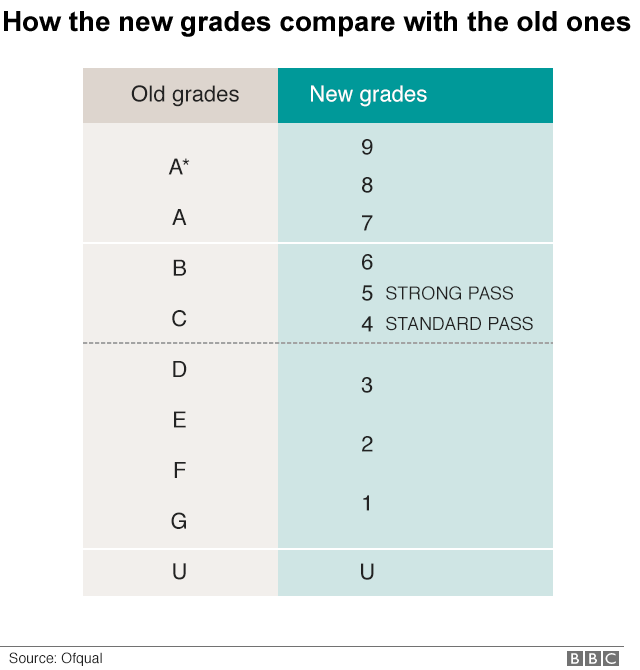 How the new grades compare with the old ones
Old grades New grades
9
A*
8
A
7
B 6
5 STRONG PASS
C 4 STANDARD PASS
D
3
E
2
F
1
G
U U
Source: Ofqual BBC